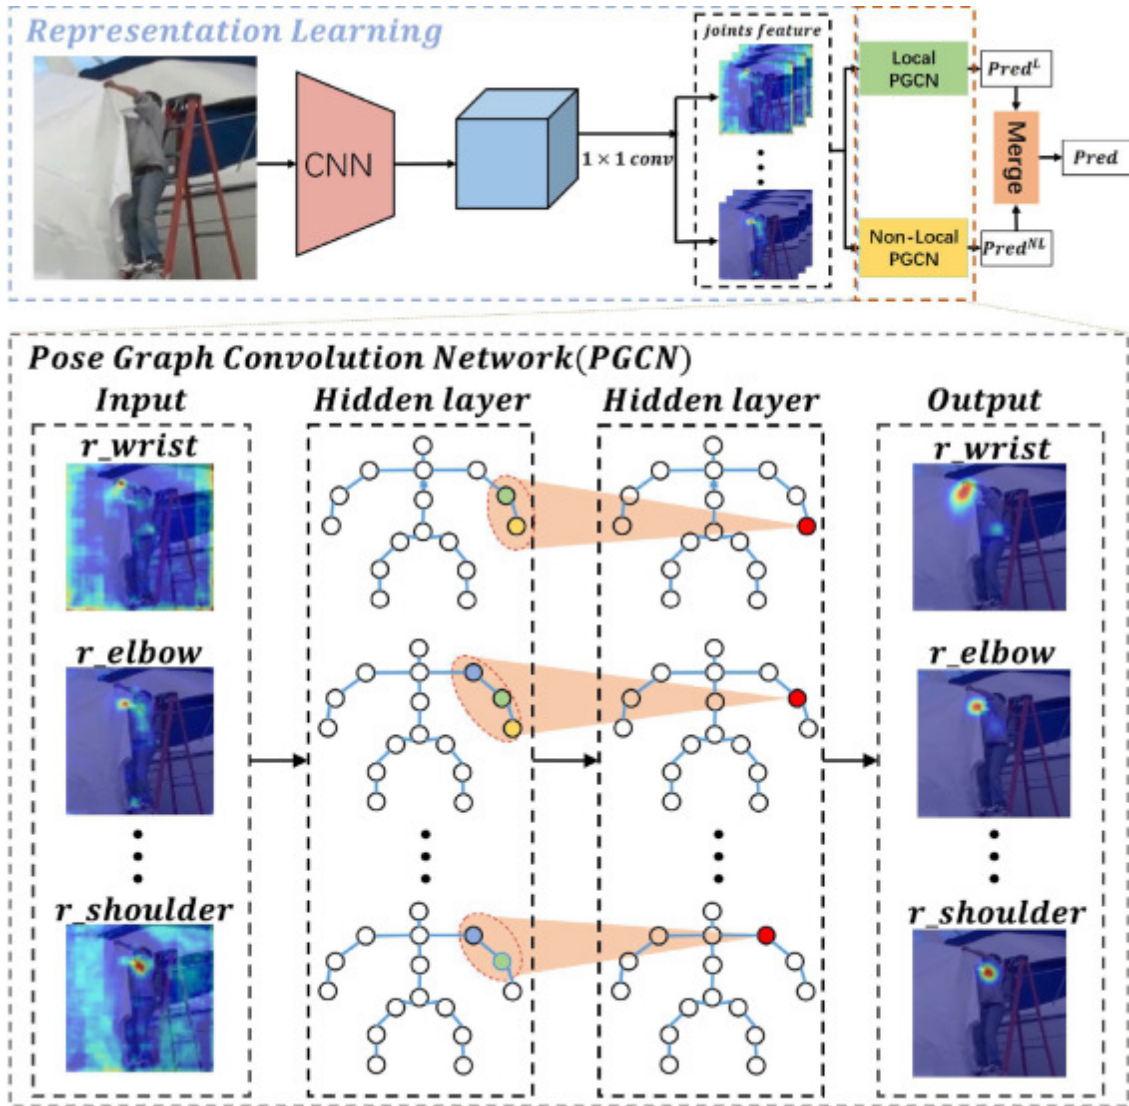 Representation Learning
joints feature
CNN
1 × 1 conv
Local
PGCN
Pred^L
Merge
Pred
Non-Local
PGCN
Pred^NL
Pose Graph Convolution Network(PGCN)
Input
Hidden layer
Hidden layer
Output
r_wrist
r_wrist
r_elbow
r_elbow
r_shoulder
r_shoulder